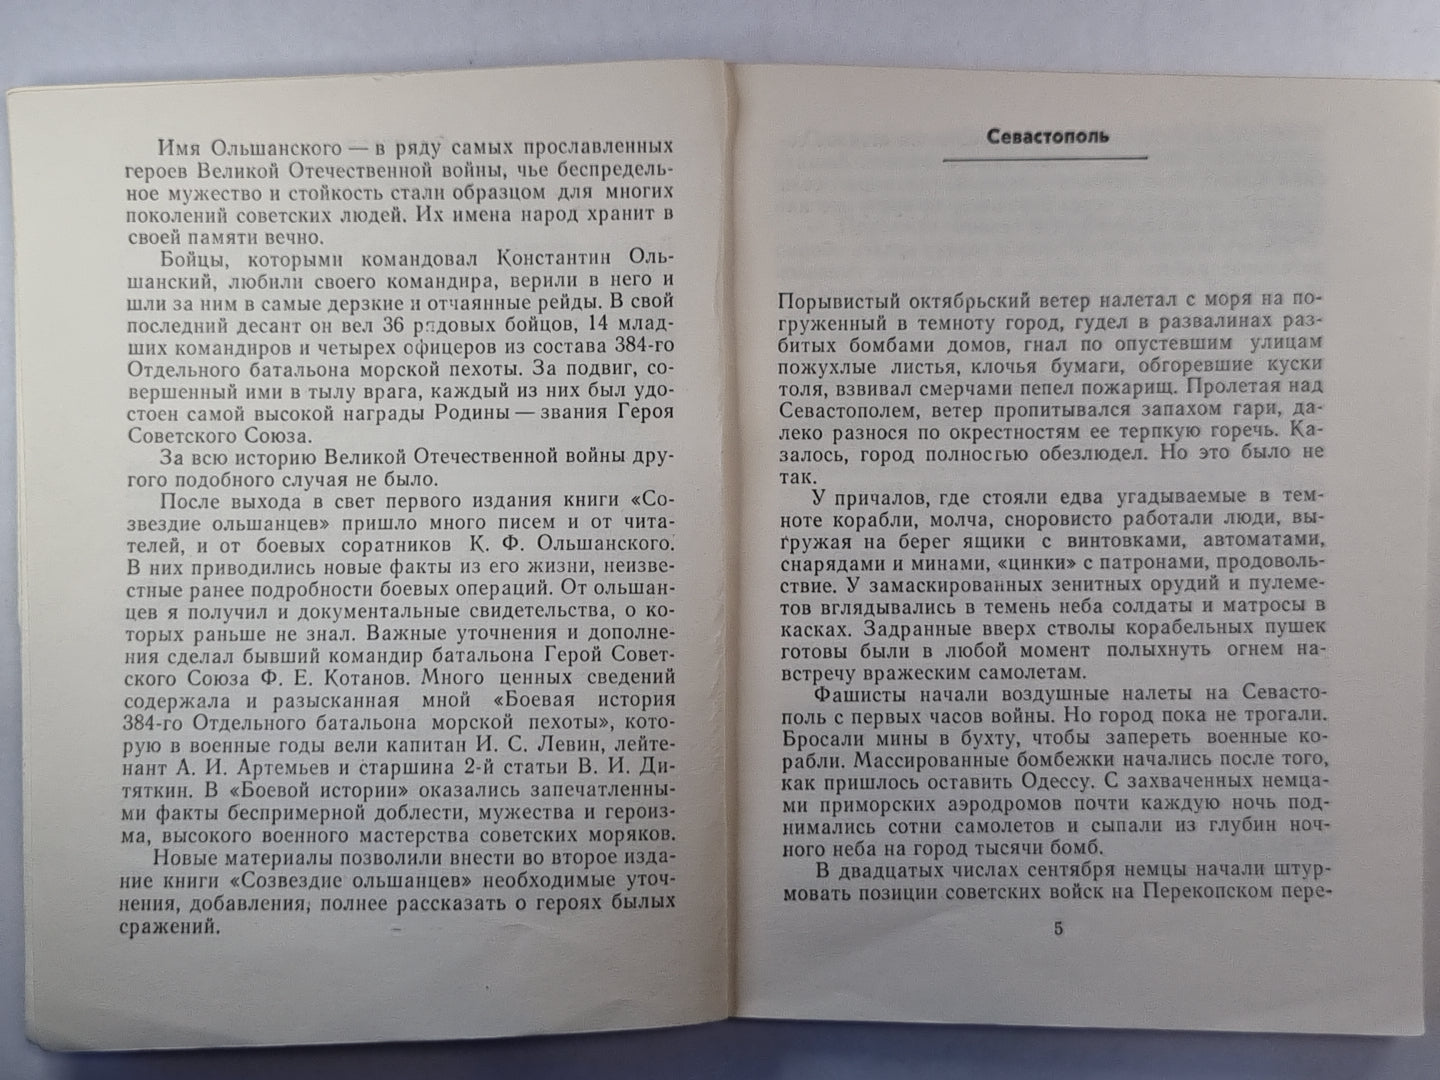 Имя Ольшанского — в ряду самых прославленных
героев Великой Отечественной войны, чье беспредель-
ное мужество и стойкость стали образцом для многих
поколений советских людей. Их имена народ хранит в
своей памяти вечно.
Бойцы, которыми командовал Константин Оль-
шанский, любили своего командира, верили в него и
шли за ним в самые дерзкие и отчаянные рейды. В свой
последний десант он вел 36 рядовых бойцов, 14 млад-
ших командиров и четырех офицеров из состава 384-го
Отдельного батальона морской пехоты. За подвиг, со-
вершенный ими в тылу врага, каждый из них был удо-
стоен самой высокой награды Родины — звания Героя
Советского Союза.
За всю историю Великой Отечественной войны дру-
гого подобного случая не было.
После выхода в свет первого издания книги «Со-
звездие ольшанцев» пришло много писем и от чита-
телей, и от боевых соратников К. Ф. Ольшанского.
В них приводились новые факты из его жизни, неизве-
стные ранее подробности боевых операций. От ольшан-
цев я получил и документальные свидетельства, о ко-
торых раньше не знал. Важные уточнения и дополне-
ния сделал бывший командир батальона Герой Совет-
ского Союза Ф. Е. Котанов. Много ценных сведений
содержала и разысканная мной «Боевая история
384-го Отдельного батальона морской пехоты», кото-
рую в военные годы вели капитан И. С. Левин, лейте-
нант А. И. Артемьев и старшина 2-й статьи В. И. Ди-
тяткин. В «Боевой истории» оказались запечатленны-
ми факты беспримерной доблести, мужества и героиз-
ма, высокого военного мастерства советских моряков.
Новые материалы позволили внести во второе изда-
ние книги «Созвездие ольшанцев» необходимые уточ-
нения, добавления, полнее рассказать о героях былых
сражений.
Севастополь
Порывистый октябрьский ветер налетал с моря на по-
груженный в темноту город, гудел в развалинах раз-
битых бомбами домов, гнал по опустевшим улицам
пожухлые листья, клочья бумаги, обгоревшие куски
толя, взвивал смерчами пепел пожарищ. Пролетая над
Севастополем, ветер пропитывался запахом гари, да-
леко разнося по окрестностям ее терпкую горечь. Ка-
залось, город полностью обезлюдел. Но это было не
так.
У причалов, где стояли едва угадываемые в тем-
ноте корабли, молча, сноровисто работали люди, вы-
гружая на берег ящики с винтовками, автоматами,
снарядами и минами, «цинки» с патронами, продоволь-
ствие. У замаскированных зенитных орудий и пулеме-
тов вглядывались в темень неба солдаты и матросы в
касках. Задранные вверх стволы корабельных пушек
готовы были в любой момент полыхнуть огнем на-
встречу вражеским самолетам.
Фашисты начали воздушные налеты на Севасто-
поль с первых часов войны. Но город пока не трогали.
Бросали мины в бухту, чтобы запереть военные ко-
рабли. Массированные бомбежки начались после того,
как пришлось оставить Одессу. С захваченных немца-
ми приморских аэродромов почти каждую ночь под-
нимались сотни самолетов и сыпали из глубин ноч-
ного неба на город тысячи бомб.
В двадцатых числах сентября немцы начали штур-
мовать позиции советских войск на Перекопском пере-
5